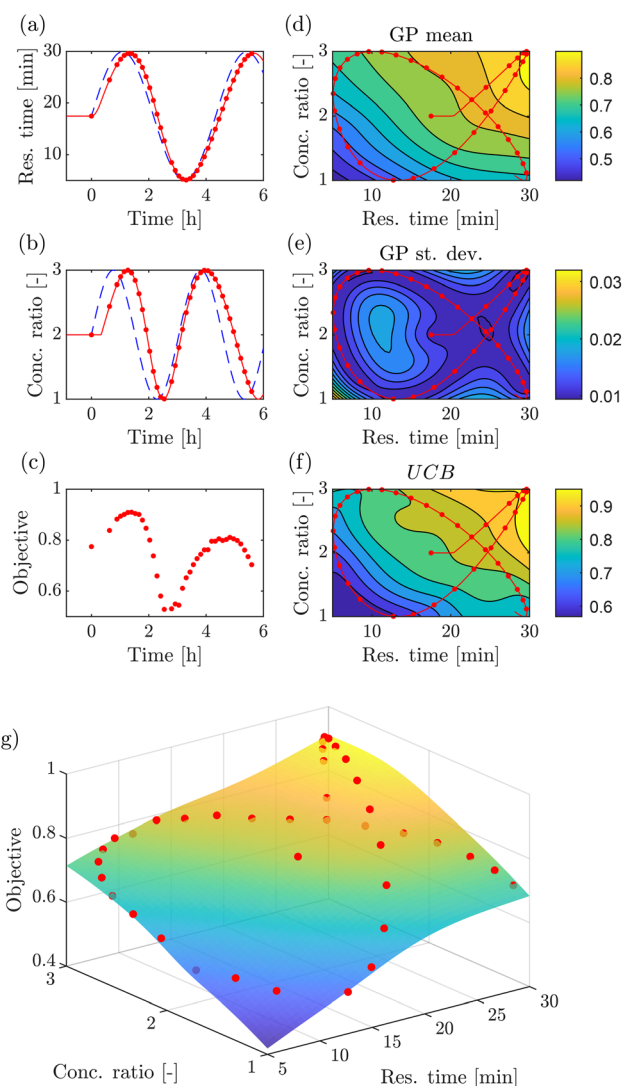 (a)
Res. time [min]
30
20
10
0 2 4 6
Time [h]
(d)
GP mean
Conc. ratio [-]
3
2
1
10 20 30
Res. time [min]
0.8
0.7
0.6
0.5
(b)
Conc. ratio [-]
3
2
1
0 2 4 6
Time [h]
(e)
GP st. dev.
Conc. ratio [-]
3
2
1
10 20 30
Res. time [min]
0.03
0.02
0.01
(c)
Objective
1
0.8
0.6
0 2 4 6
Time [h]
(f)
UCB
Conc. ratio [-]
3
2
1
10 20 30
Res. time [min]
0.9
0.8
0.7
0.6
g)
Objective
1
0.8
0.6
0.4
3
2
1
Conc. ratio [-]
5 10 15 20 25 30
Res. time [min]